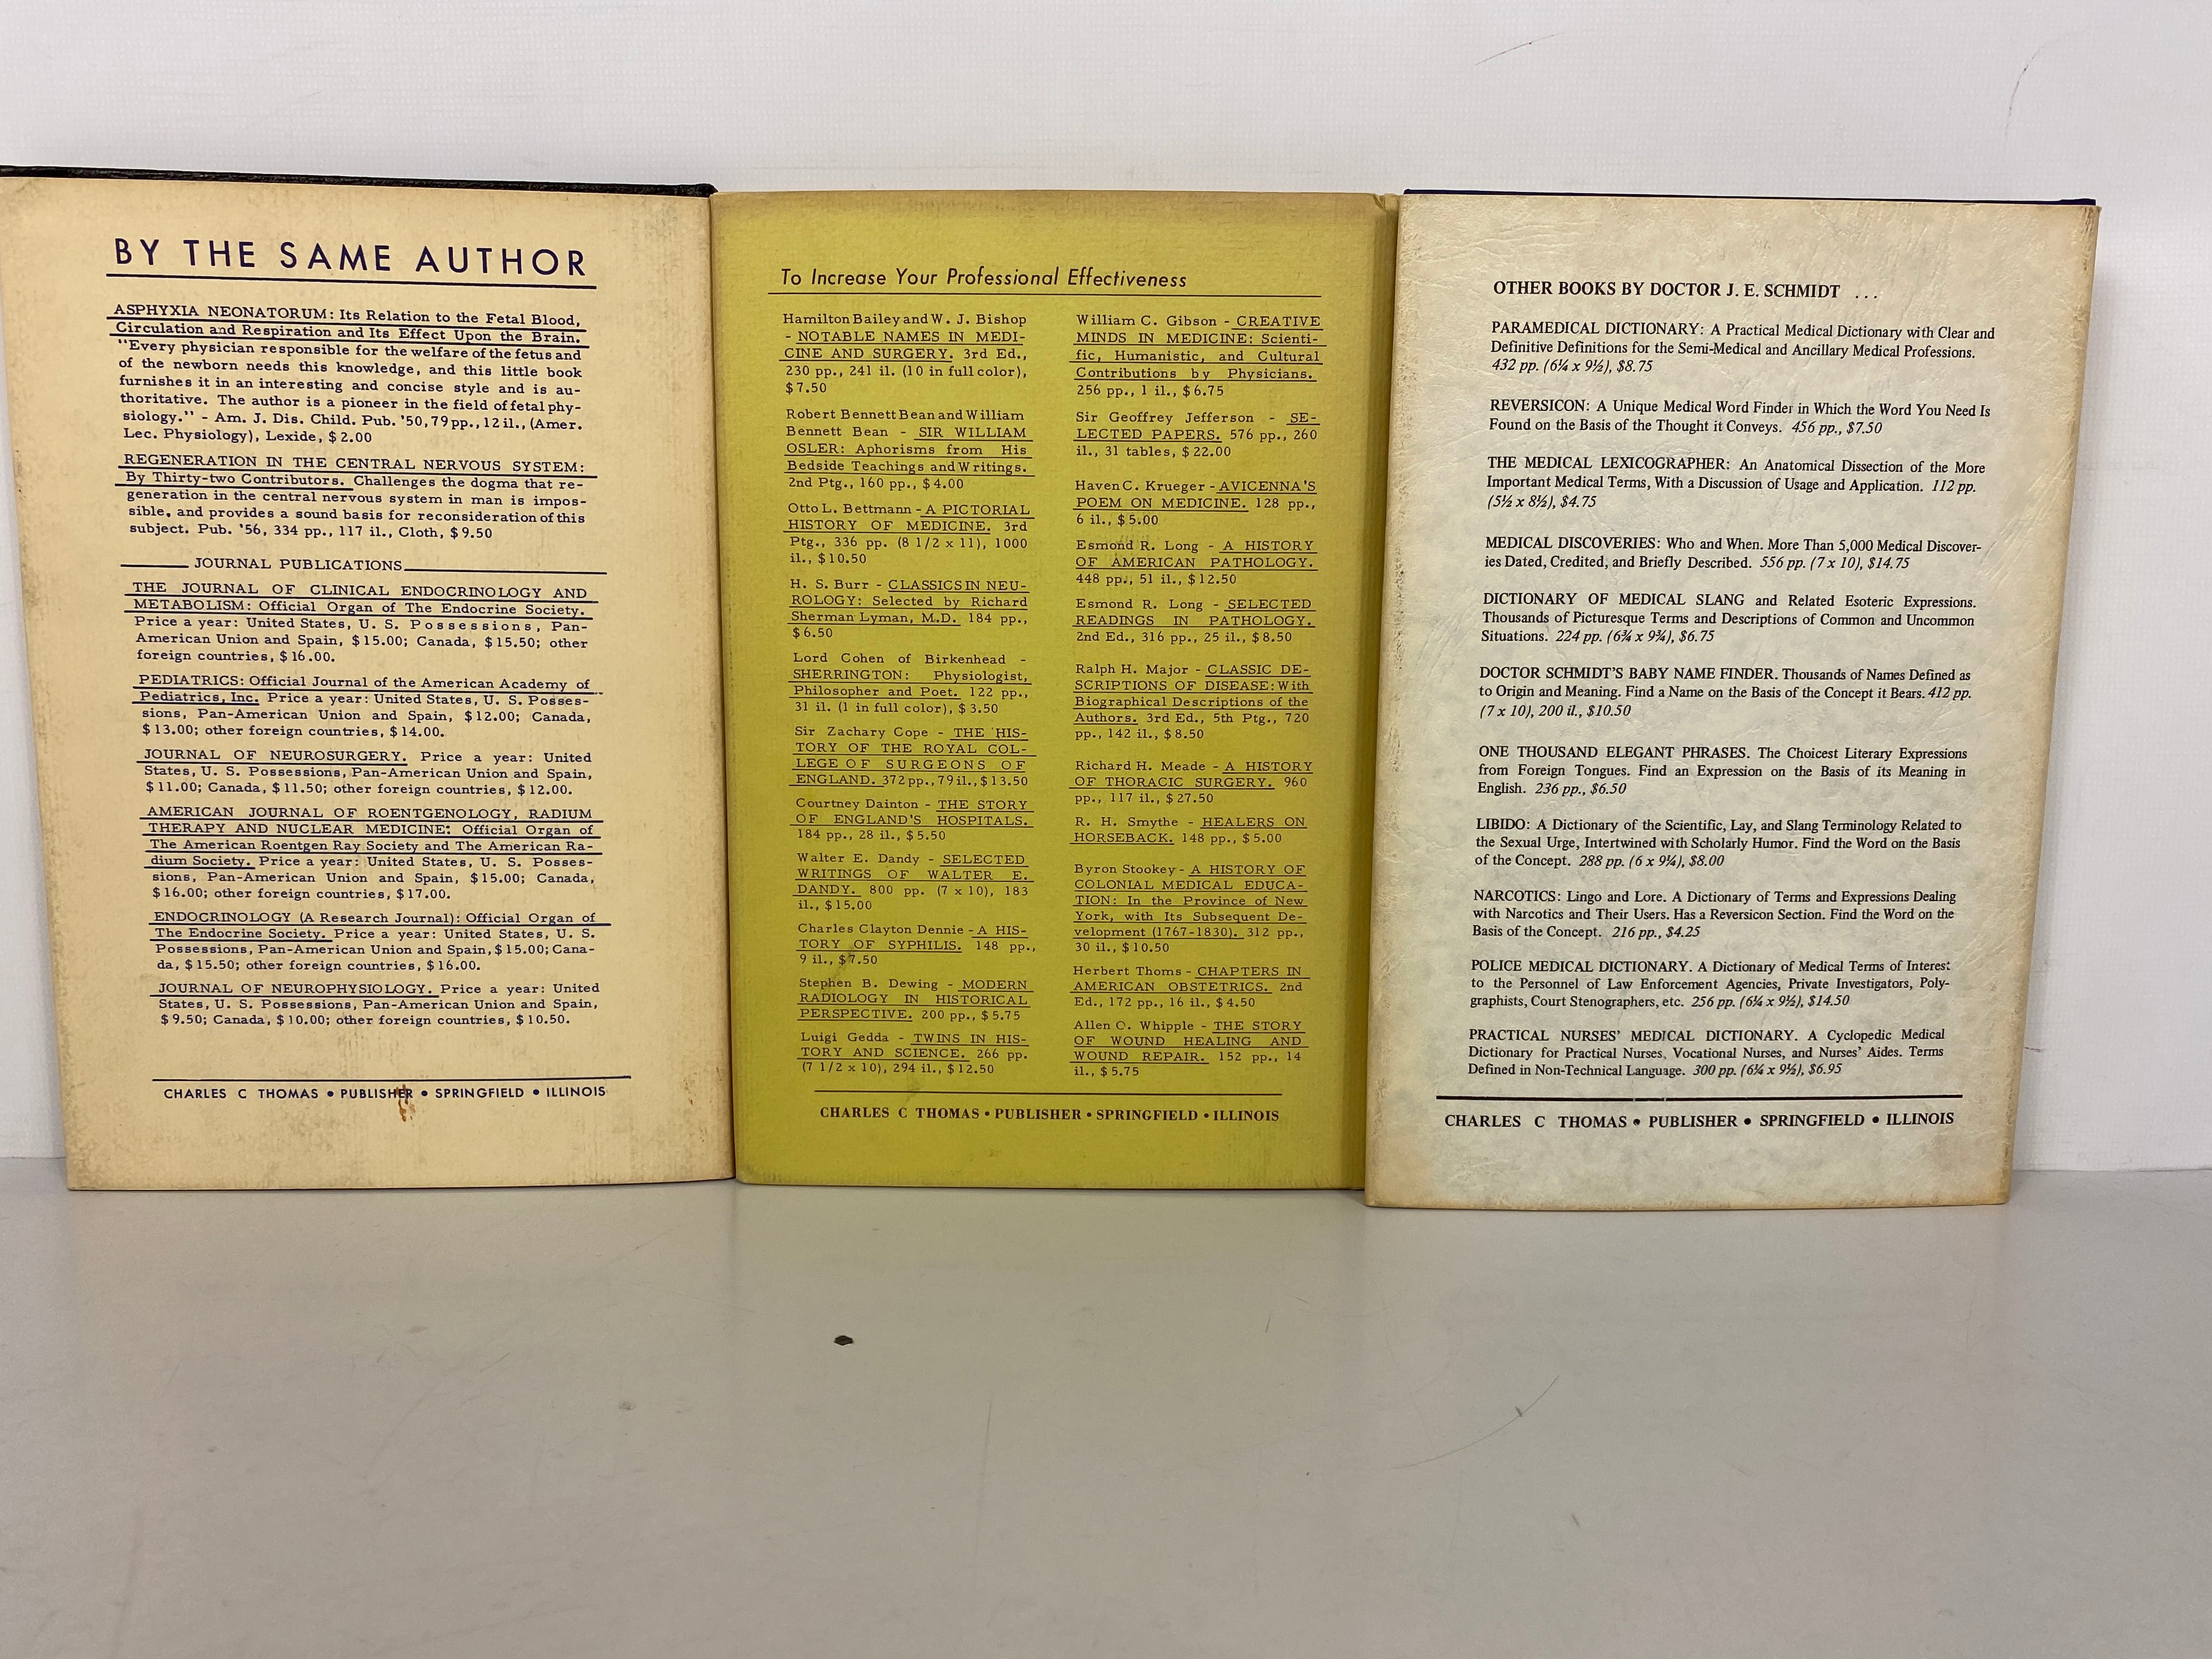 BY THE SAME AUTHOR
ASPHYXIA NEONATORUM: Its Relation to the Fetal Blood,
Circulation and Respiration and Its Effect Upon the Brain.
"Every physician responsible for the welfare of the fetus and
of the newborn needs this knowledge, and this little book
furnishes it in an interesting and concise style and is au-
thoritative. The author is a pioneer in the field of fetal phy-
siology." - Am. J. Dis. Child. Pub. '50, 79 pp., 12 il., (Amer.
Lec. Physiology), Lexide, $2.00
REGENERATION IN THE CENTRAL NERVOUS SYSTEM:
By Thirty-two Contributors. Challenges the dogma that re-
generation in the central nervous system in man is impos-
sible, and provides a sound basis for reconsideration of this
subject. Pub. '56, 334 pp., 117 il., Cloth, $9.50
JOURNAL PUBLICATIONS
THE JOURNAL OF CLINICAL ENDOCRINOLOGY AND
METABOLISM: Official Organ of The Endocrine Society.
Price a year: United States, U. S. Possessions, Pan-
American Union and Spain, $15.00; Canada, $15.50; other
foreign countries, $16.00.
PEDIATRICS: Official Journal of the American Academy of
Pediatrics, Inc. Price a year: United States, U. S. Posses-
sions, Pan-American Union and Spain, $12.00; Canada,
$13.00; other foreign countries, $14.00.
JOURNAL OF NEUROSURGERY. Price a year: United
States, U. S. Possessions, Pan-American Union and Spain,
$11.00; Canada, $11.50; other foreign countries, $12.00.
AMERICAN JOURNAL OF ROENTGENOLOGY, RADIUM
THERAPY AND NUCLEAR MEDICINE: Official Organ of
The American Roentgen Ray Society and The American Ra-
dium Society. Price a year: United States, U. S. Posses-
sions, Pan-American Union and Spain, $15.00; Canada,
$16.00; other foreign countries, $17.00.
ENDOCRINOLOGY (A Research Journal): Official Organ of
The Endocrine Society. Price a year: United States, U. S.
Possessions, Pan-American Union and Spain, $15.00; Cana-
da, $15.50; other foreign countries, $16.00.
JOURNAL OF NEUROPHYSIOLOGY. Price a year: United
States, U. S. Possessions, Pan-American Union and Spain,
$9.50; Canada, $10.00; other foreign countries, $10.50.
CHARLES C THOMAS • PUBLISHER • SPRINGFIELD • ILLINOIS
To Increase Your Professional Effectiveness
Hamilton Bailey and W. J. Bishop
- NOTABLE NAMES IN MEDI-
CINE AND SURGERY. 3rd Ed.,
230 pp., 241 il. (10 in full color),
$7.50
Robert Bennett Bean and William
Bennett Bean - SIR WILLIAM
OSLER: Aphorisms from His
Bedside Teachings and Writings.
2nd Ptg., 160 pp., $4.00
Otto L. Bettmann - A PICTORIAL
HISTORY OF MEDICINE. 3rd
Ptg., 336 pp. (8 1/2 x 11), 1000
il., $10.50
H. S. Burr - CLASSICS IN NEU-
ROLOGY: Selected by Richard
Sherman Lyman, M.D. 184 pp.,
$6.50
Lord Cohen of Birkenhead -
SHERRINGTON: Physiologist,
Philosopher and Poet. 122 pp.,
31 il. (1 in full color), $3.50
Sir Zachary Cope - THE HIS-
TORY OF THE ROYAL COL-
LEGE OF SURGEONS OF
ENGLAND. 372 pp., 79 il., $13.50
Courtney Dainton - THE STORY
OF ENGLAND'S HOSPITALS.
184 pp., 28 il., $5.50
Walter E. Dandy - SELECTED
WRITINGS OF WALTER E.
DANDY. 800 pp. (7 x 10), 183
il., $15.00
Charles Clayton Dennie - A HIS-
TORY OF SYPHILIS. 148 pp.,
9 il., $7.50
Stephen B. Dewing - MODERN
RADIOLOGY IN HISTORICAL
PERSPECTIVE. 200 pp., $5.75
Luigi Gedda - TWINS IN HIS-
TORY AND SCIENCE. 266 pp.
(7 1/2 x 10), 294 il., $12.50
William C. Gibson - CREATIVE
MINDS IN MEDICINE: Scienti-
fic, Humanistic, and Cultural
Contributions by Physicians.
256 pp., 1 il., $6.75
Sir Geoffrey Jefferson - SE-
LECTED PAPERS. 576 pp., 260
il., 31 tables, $22.00
Haven C. Krueger - AVICENNA'S
POEM ON MEDICINE. 128 pp.,
6 il., $5.00
Esmond R. Long - A HISTORY
OF AMERICAN PATHOLOGY.
448 pp., 51 il., $12.50
Esmond R. Long - SELECTED
READINGS IN PATHOLOGY.
2nd Ed., 316 pp., 25 il., $8.50
Ralph H. Major - CLASSIC DE-
SCRIPTIONS OF DISEASE: With
Biographical Descriptions of the
Authors. 3rd Ed., 5th Ptg., 720
pp., 142 il., $8.50
Richard H. Meade - A HISTORY
OF THORACIC SURGERY. 960
pp., 117 il., $27.50
R. H. Smythe - HEALERS ON
HORSEBACK. 148 pp., $5.00
Byron Stookey - A HISTORY OF
COLONIAL MEDICAL EDUCA-
TION: In the Province of New
York, with Its Subsequent De-
velopment (1767-1830). 312 pp.,
30 il., $10.50
Herbert Thoms - CHAPTERS IN
AMERICAN OBSTETRICS. 2nd
Ed., 172 pp., 16 il., $4.50
Allen O. Whipple - THE STORY
OF WOUND HEALING AND
WOUND REPAIR. 152 pp., 14
il., $5.75
CHARLES C THOMAS • PUBLISHER • SPRINGFIELD • ILLINOIS
OTHER BOOKS BY DOCTOR J. E. SCHMIDT ...
PARAMEDICAL DICTIONARY: A Practical Medical Dictionary with Clear and
Definitive Definitions for the Semi-Medical and Ancillary Medical Professions.
432 pp. (6¼ x 9½), $8.75
REVERSICON: A Unique Medical Word Finder in Which the Word You Need Is
Found on the Basis of the Thought it Conveys. 456 pp., $7.50
THE MEDICAL LEXICOGRAPHER: An Anatomical Dissection of the More
Important Medical Terms, With a Discussion of Usage and Application. 112 pp.
(5½ x 8½), $4.75
MEDICAL DISCOVERIES: Who and When. More Than 5,000 Medical Discover-
ies Dated, Credited, and Briefly Described. 556 pp. (7 x 10), $14.75
DICTIONARY OF MEDICAL SLANG and Related Esoteric Expressions.
Thousands of Picturesque Terms and Descriptions of Common and Uncommon
Situations. 224 pp. (6¾ x 9¾), $6.75
DOCTOR SCHMIDT'S BABY NAME FINDER. Thousands of Names Defined as
to Origin and Meaning. Find a Name on the Basis of the Concept it Bears. 412 pp.
(7 x 10), 200 il., $10.50
ONE THOUSAND ELEGANT PHRASES. The Choicest Literary Expressions
from Foreign Tongues. Find an Expression on the Basis of its Meaning in
English. 236 pp., $6.50
LIBIDO: A Dictionary of the Scientific, Lay, and Slang Terminology Related to
the Sexual Urge, Intertwined with Scholarly Humor. Find the Word on the Basis
of the Concept. 288 pp. (6 x 9¼), $8.00
NARCOTICS: Lingo and Lore. A Dictionary of Terms and Expressions Dealing
with Narcotics and Their Users. Has a Reversicon Section. Find the Word on the
Basis of the Concept. 216 pp., $4.25
POLICE MEDICAL DICTIONARY. A Dictionary of Medical Terms of Interest
to the Personnel of Law Enforcement Agencies, Private Investigators, Poly-
graphists, Court Stenographers, etc. 256 pp. (6¼ x 9½), $14.50
PRACTICAL NURSES' MEDICAL DICTIONARY. A Cyclopedic Medical
Dictionary for Practical Nurses, Vocational Nurses, and Nurses' Aides. Terms
Defined in Non-Technical Language. 300 pp. (6¼ x 9½), $6.95
CHARLES C THOMAS • PUBLISHER • SPRINGFIELD • ILLINOIS